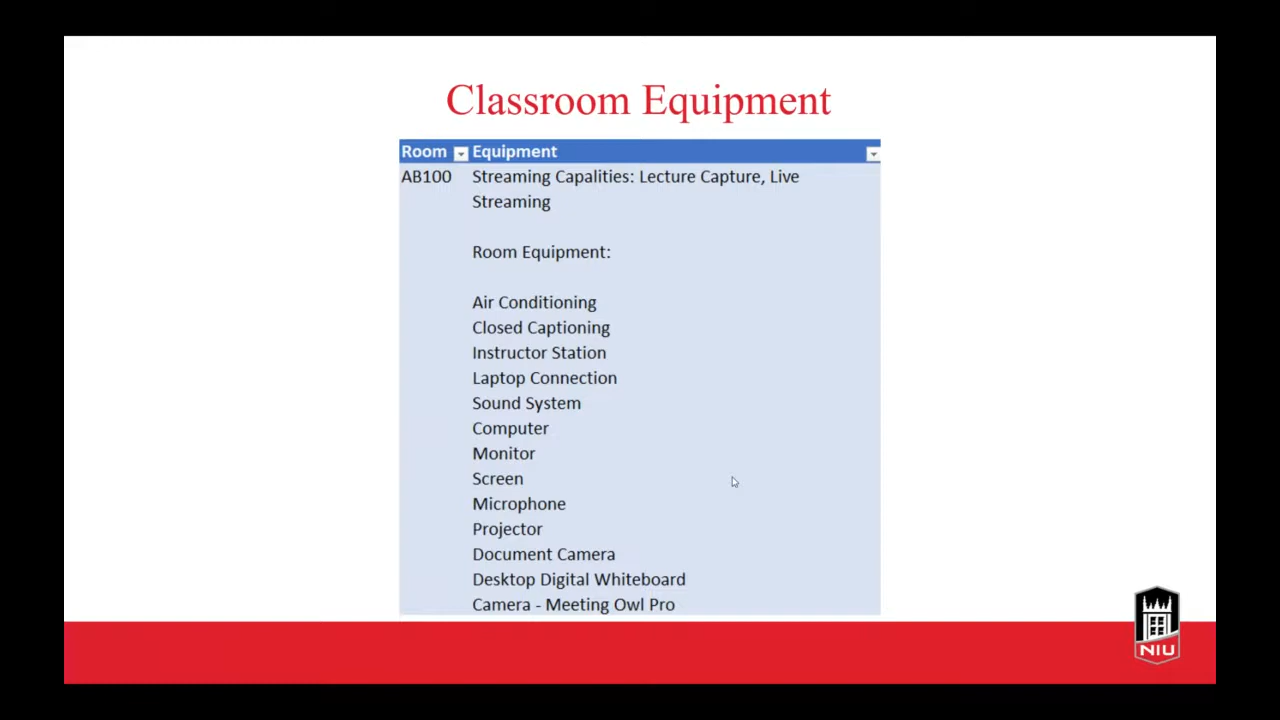 Classroom Equipment
Room Equipment
AB100 Streaming Capalities: Lecture Capture, Live
Streaming
Room Equipment:
Air Conditioning
Closed Captioning
Instructor Station
Laptop Connection
Sound System
Computer
Monitor
Screen
Microphone
Projector
Document Camera
Desktop Digital Whiteboard
Camera - Meeting Owl Pro
NIU